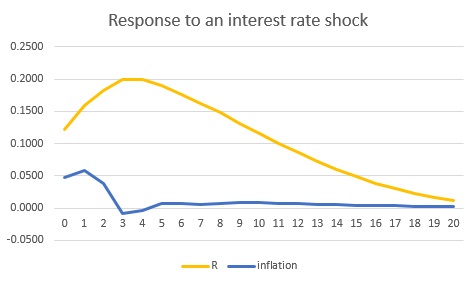 Response to an interest rate shock
0.2500
0.2000
0.1500
0.1000
0.0500
0.0000
0 1 2 3 4 5 6 7 8 9 10 11 12 13 14 15 16 17 18 19 20
-0.0500
R inflation